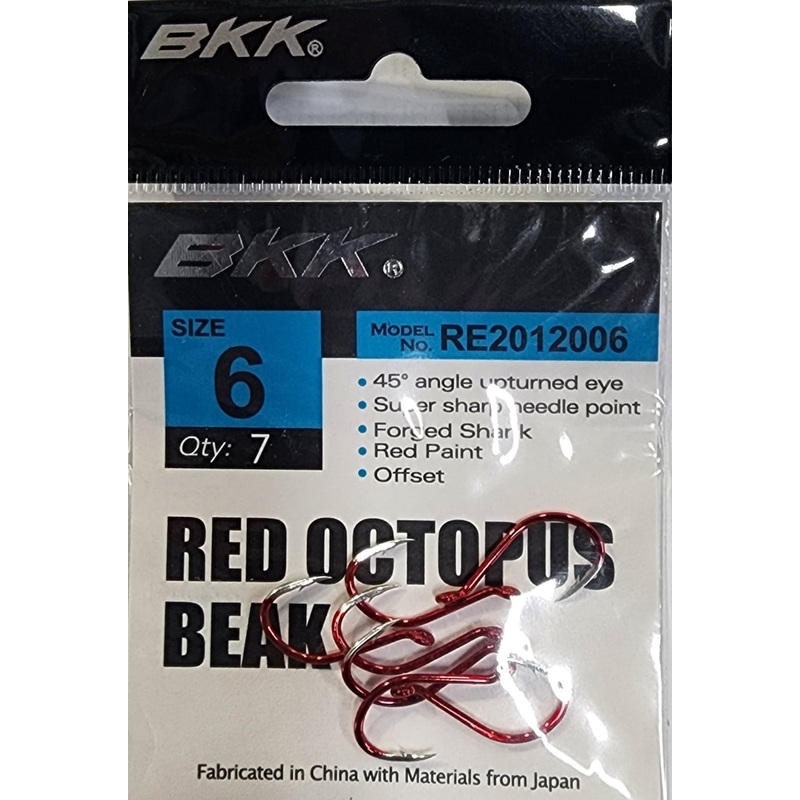 BKK®
BKK®
SIZE
6
Qty: 7
MODEL No. RE2012006
• 45° angle upturned eye
• Super sharp needle point
• Forged Shank
• Red Paint
• Offset
RED OCTOPUS
BEAK
Fabricated in China with Materials from Japan